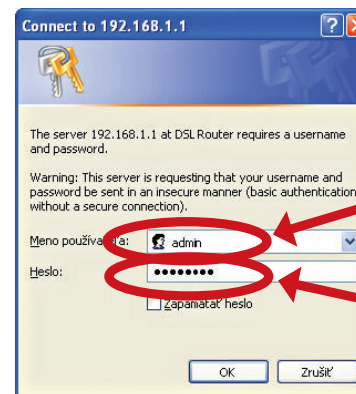 Connect to 192.168.1.1
The server 192.168.1.1 at DSL Router requires a username
and password.
Warning: This server is requesting that your username and
password be sent in an insecure manner (basic authentication
without a secure connection).
Meno používateľa: admin
Heslo: ••••••••
Zapamätať heslo
OK Zrušiť